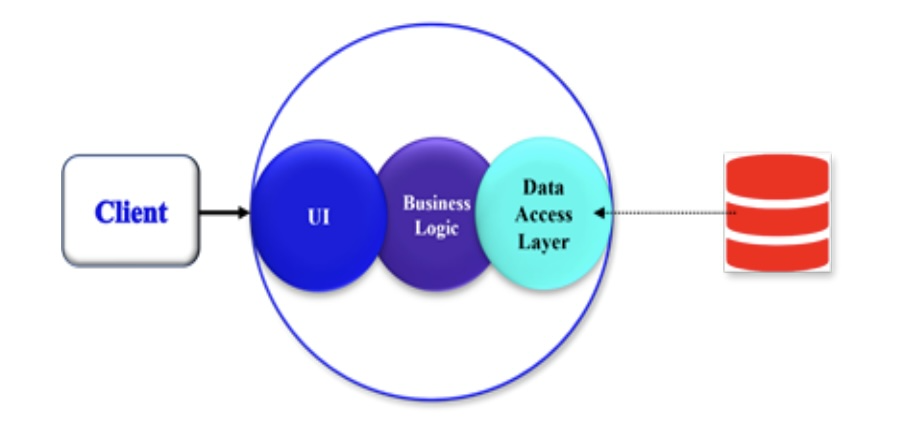 Client
UI
Business
Logic
Data
Access
Layer